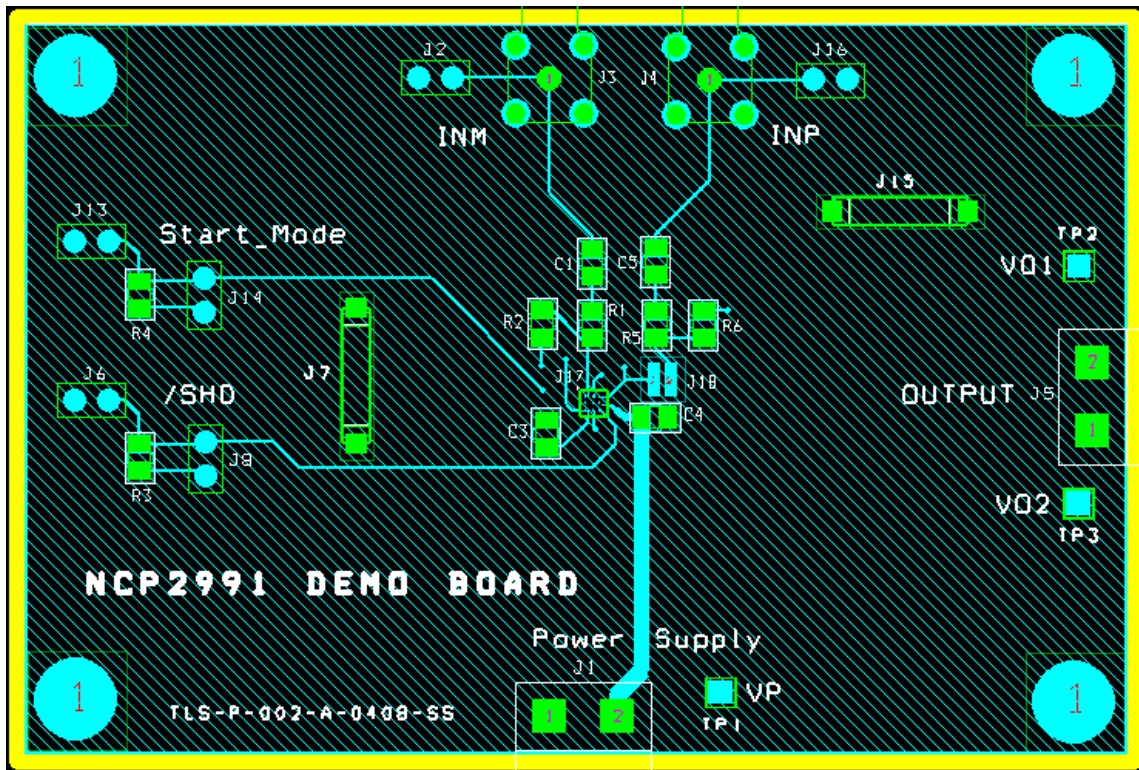 1
J2
J3
J4
J16
1
1
1
INM
INP
J15
J13
Start_Mode
TP2
VO1
C1
C5
J14
R4
R2
R1
R5
R6
J7
J6
/SHD
J17
J18
2
OUTPUT
J5
C4
1
C3
J8
R3
VO2
TP3
NCP2991 DEMO BOARD
Power Supply
J1
1
VP
1
TLS-P-002-A-0408-SS
1
2
TP1